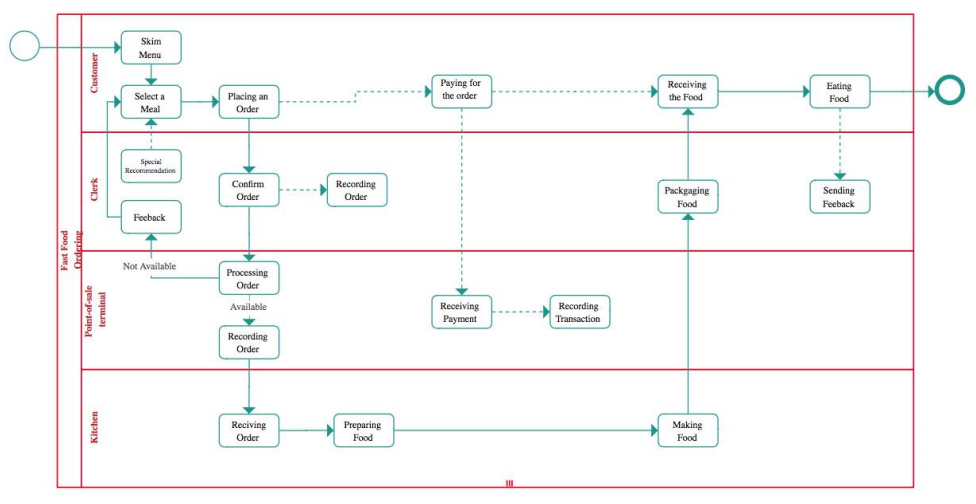 Fast Food
Ordering
Customer
Skim
Menu
Select a
Meal
Placing an
Order
Paying for
the order
Receiving
the Food
Eating
Food
Clerk
Special
Recommendation
Feeback
Confirm
Order
Recording
Order
Packgaging
Food
Sending
Feeback
Point-of-sale
terminal
Not Available
Processing
Order
Available
Recording
Order
Receiving
Payment
Recording
Transaction
Kitchen
Reciving
Order
Preparing
Food
Making
Food